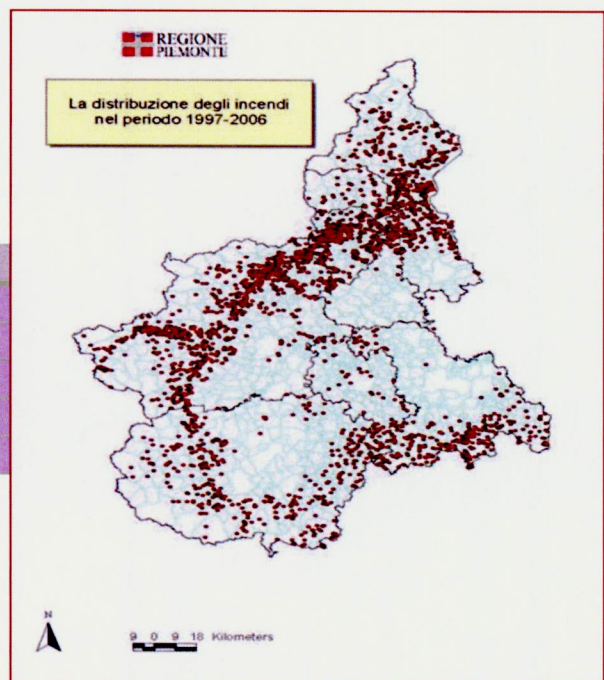 REGIONE
PIEMONTE
La distribuzione degli incendi
nel periodo 1997-2006
N
9 0 9 18 Kilometers